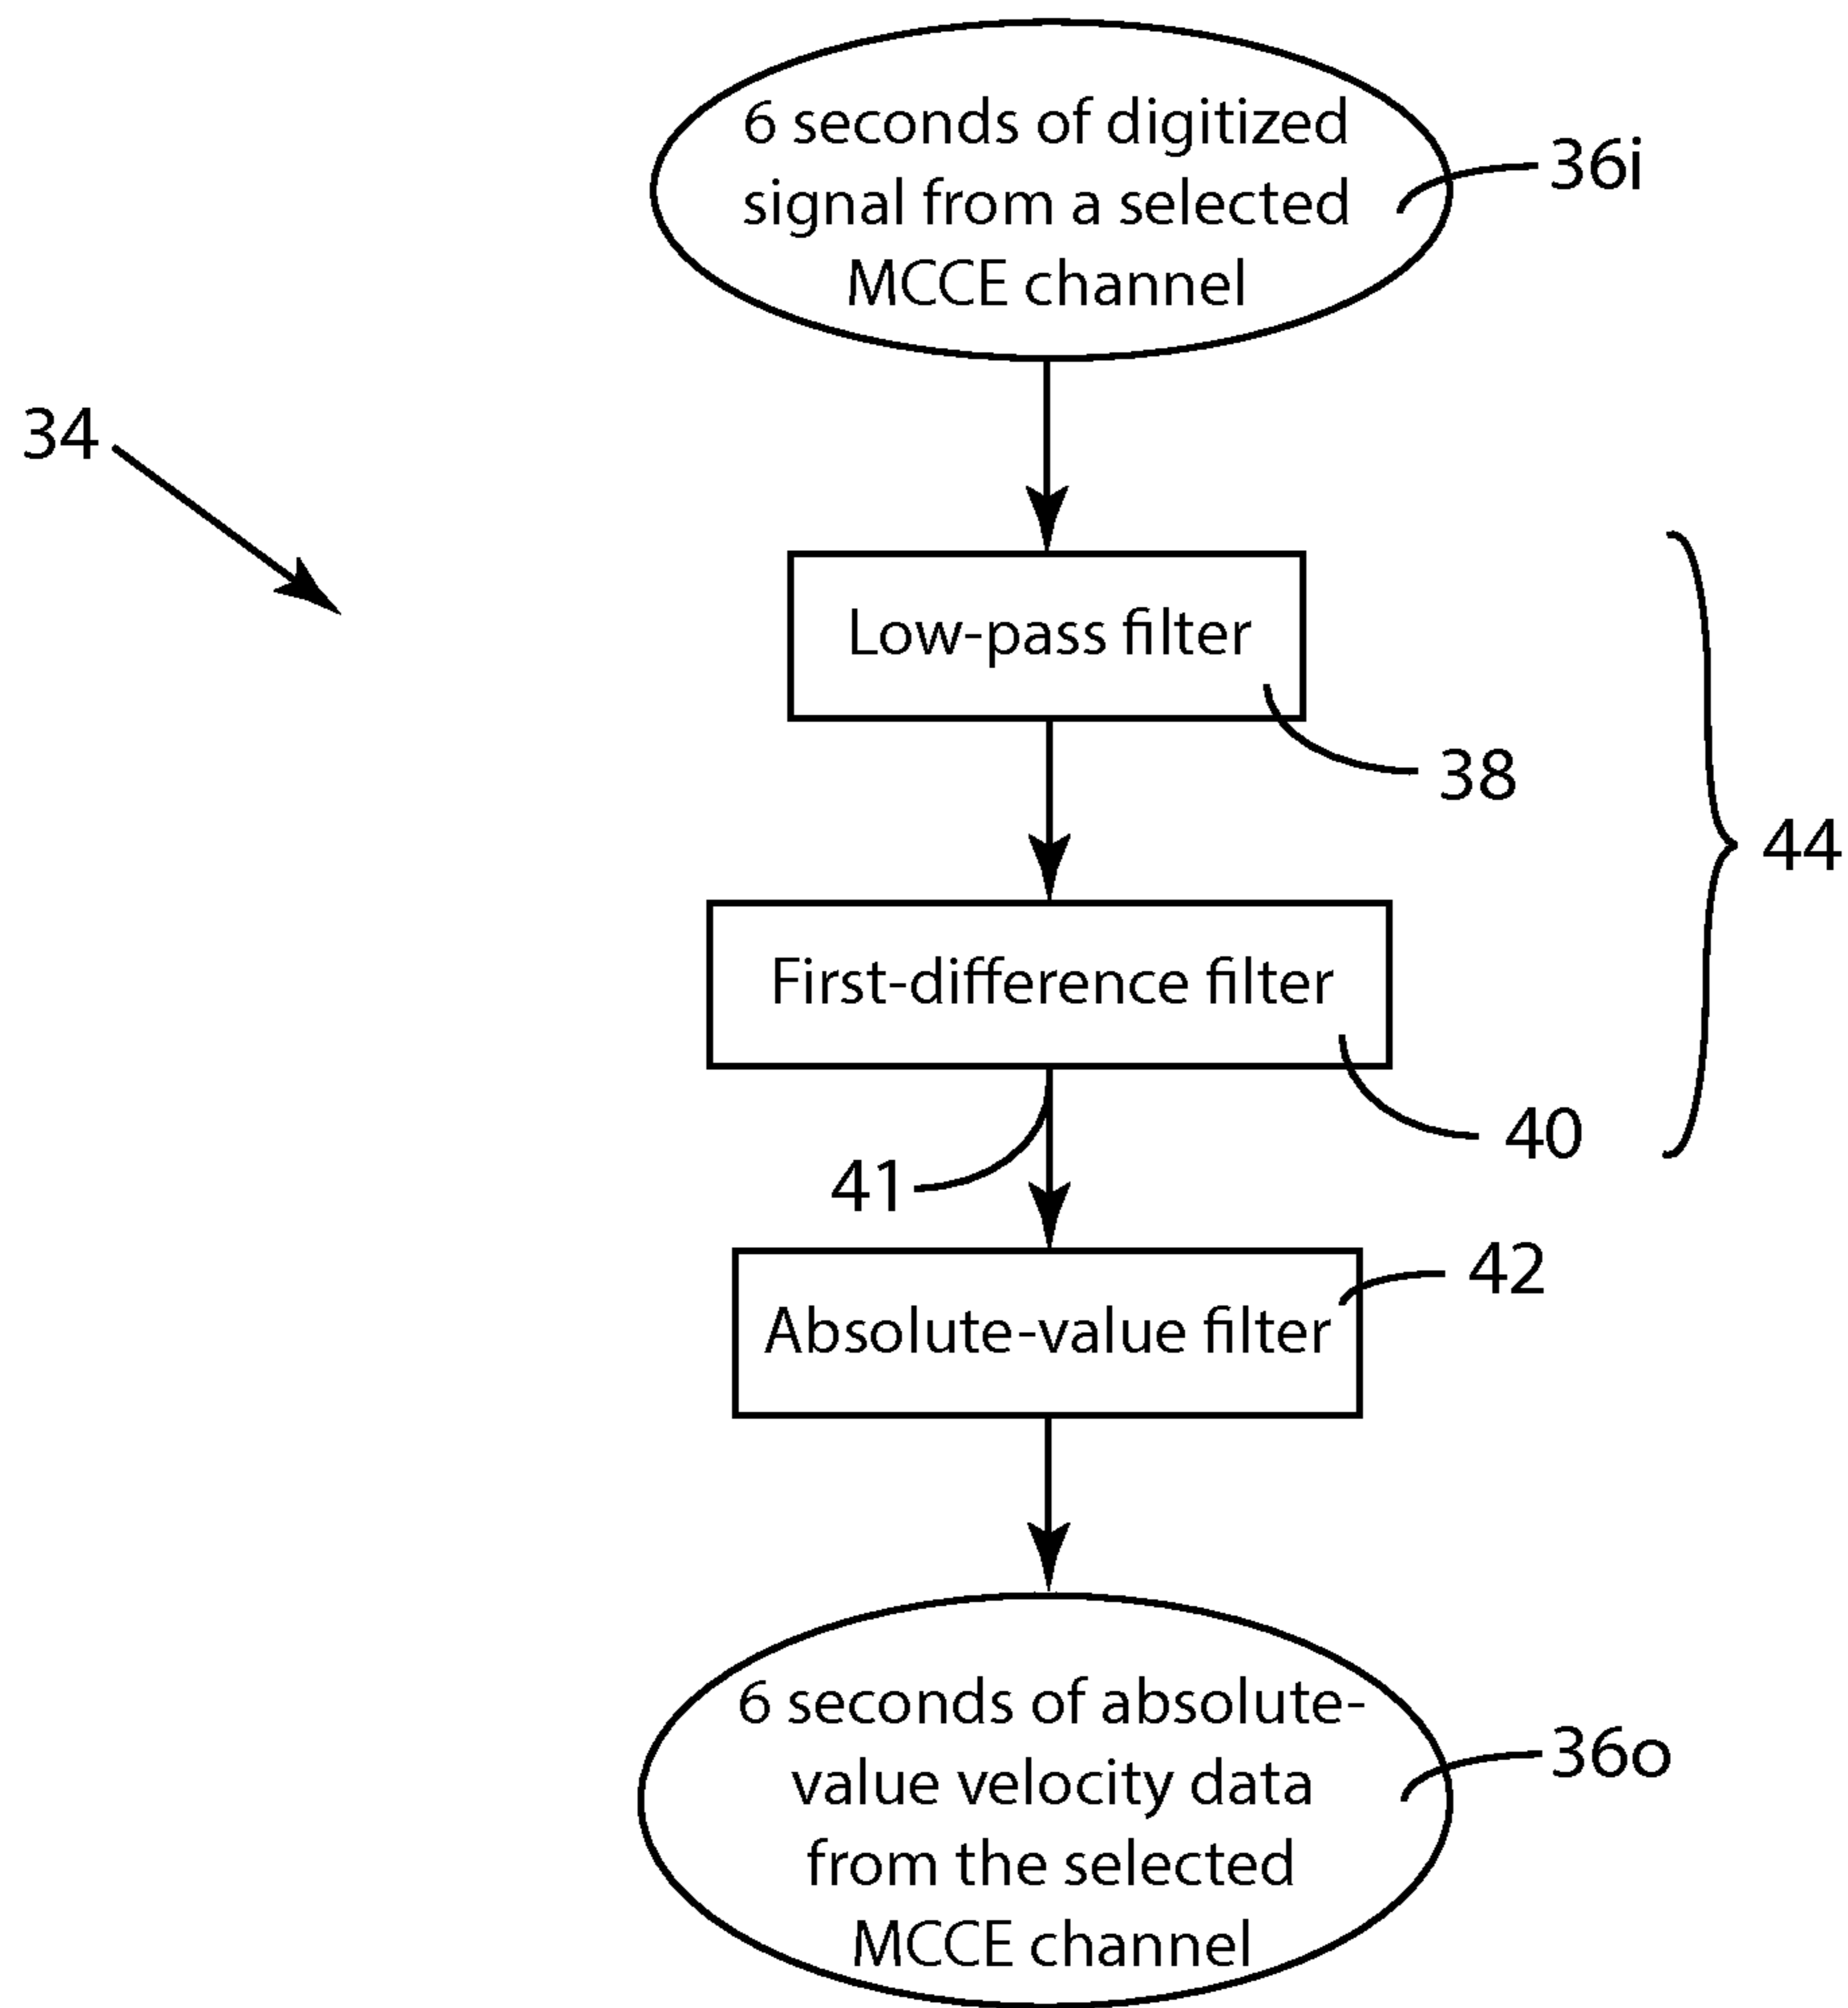 6 seconds of digitized
signal from a selected
MCCE channel
36i
34
Low-pass filter
38
44
First-difference filter
40
41
42
Absolute-value filter
6 seconds of absolute-
value velocity data
from the selected
MCCE channel
36o